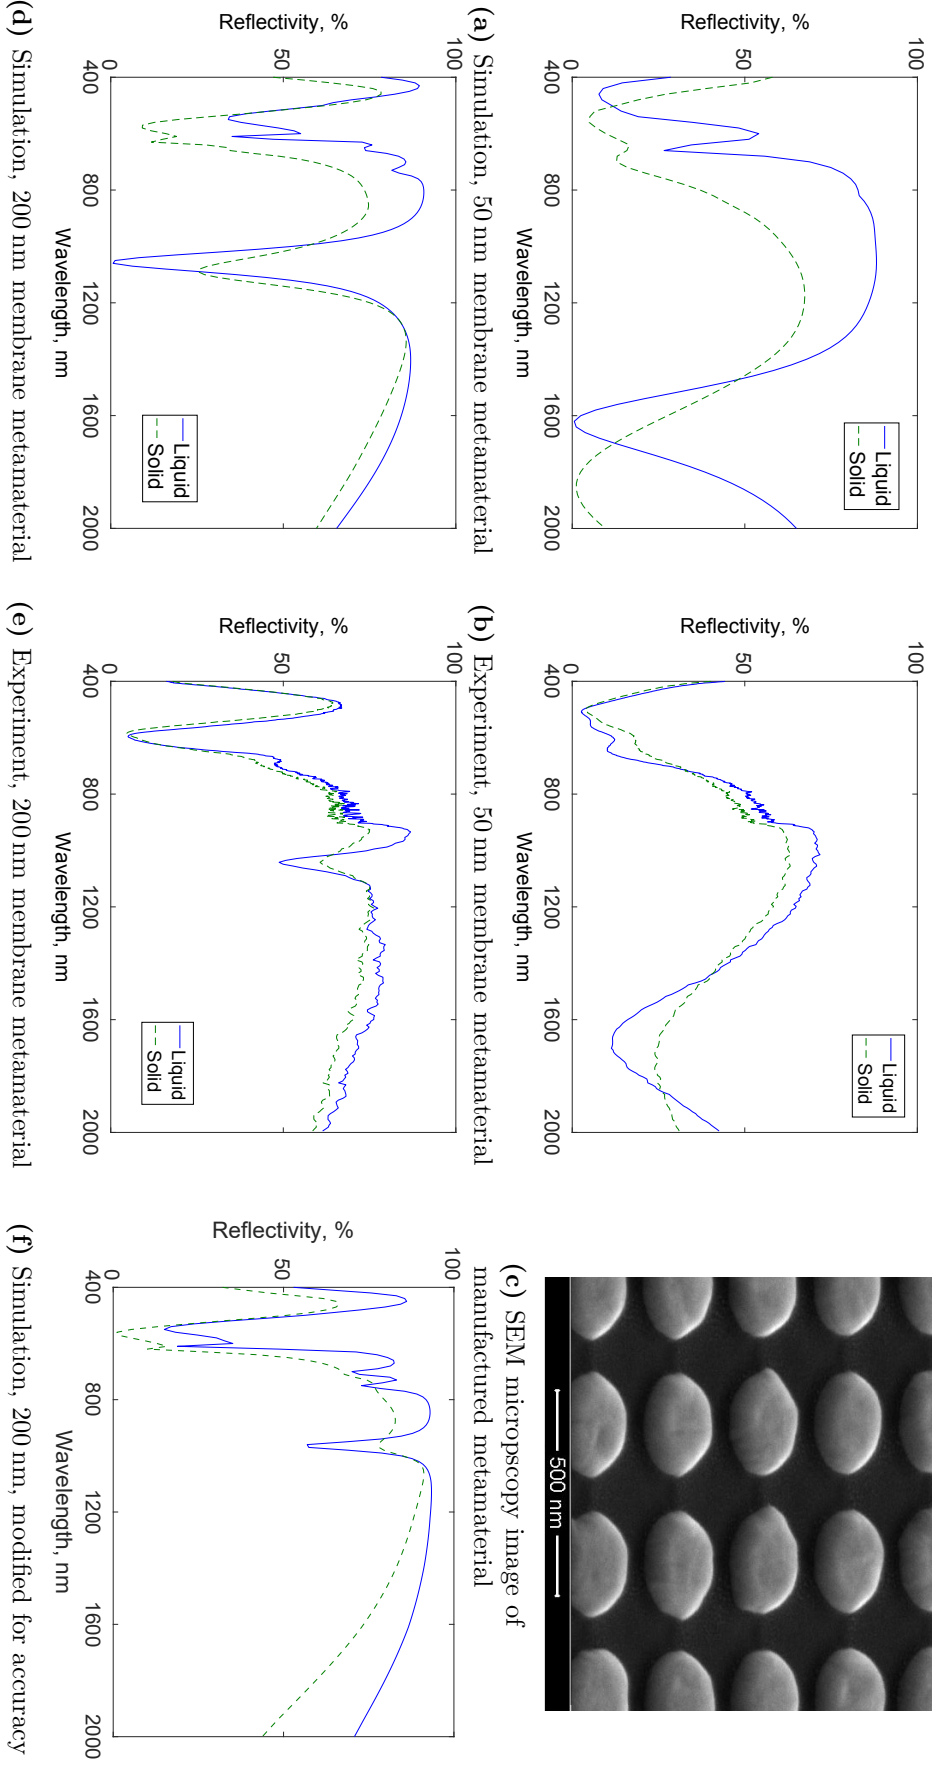 100
50
0
Reflectivity, %
400
800
1200
1600
2000
Wavelength, nm
Liquid
Solid
(a) Simulation, 50 nm membrane metamaterial
100
50
0
Reflectivity, %
400
800
1200
1600
2000
Wavelength, nm
Liquid
Solid
(b) Experiment, 50 nm membrane metamaterial
500 nm
(c) SEM micropscopy image of
manufactured metamaterial
100
50
0
Reflectivity, %
400
800
1200
1600
2000
Wavelength, nm
Liquid
Solid
(d) Simulation, 200 nm membrane metamaterial
100
50
0
Reflectivity, %
400
800
1200
1600
2000
Wavelength, nm
Liquid
Solid
(e) Experiment, 200 nm membrane metamaterial
100
50
0
Reflectivity, %
400
800
1200
1600
2000
Wavelength, nm
(f) Simulation, 200 nm, modified for accuracy